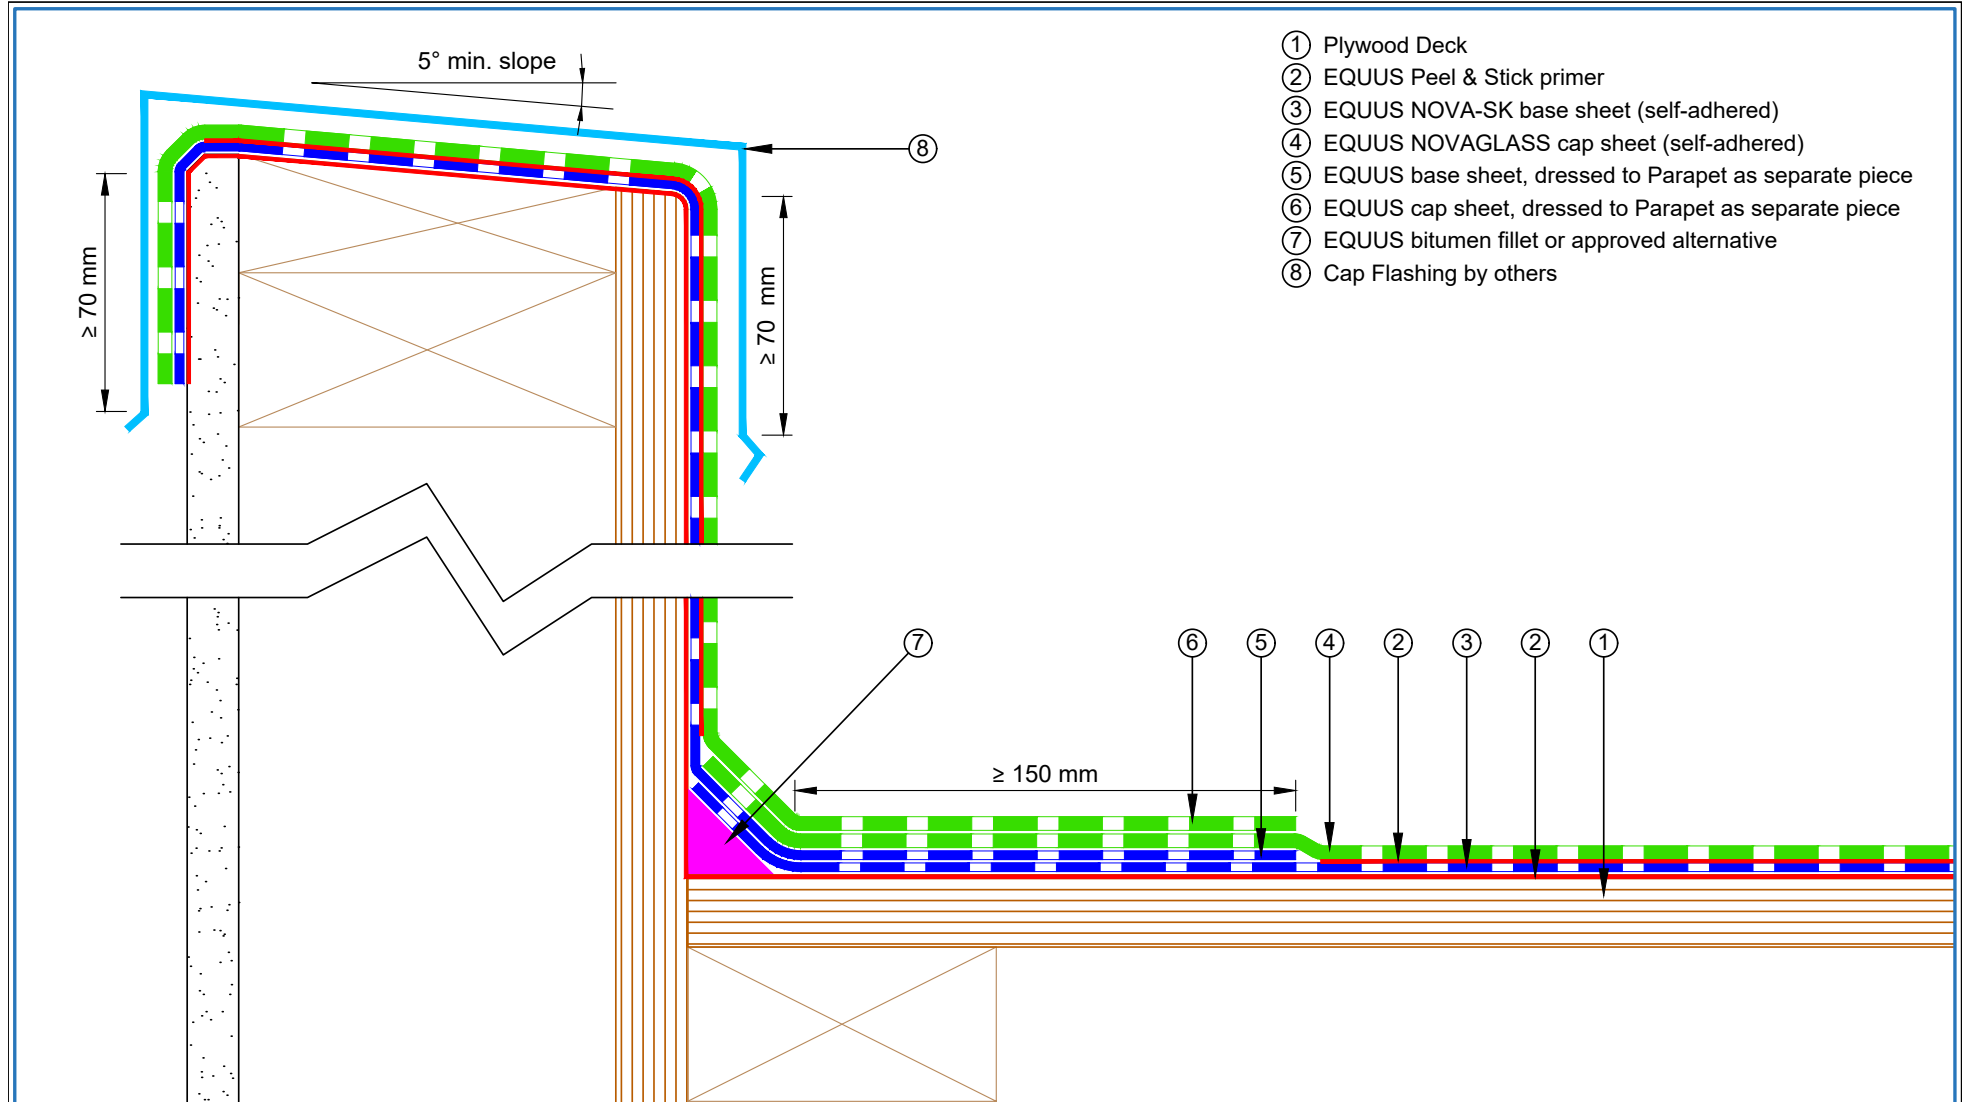 5° min. slope
① Plywood Deck
② EQUUS Peel & Stick primer
③ EQUUS NOVA-SK base sheet (self-adhered)
④ EQUUS NOVAGLASS cap sheet (self-adhered)
⑤ EQUUS base sheet, dressed to Parapet as separate piece
⑥ EQUUS cap sheet, dressed to Parapet as separate piece
⑦ EQUUS bitumen fillet or approved alternative
⑧ Cap Flashing by others
⑧
≥ 70 mm
≥ 70 mm
⑦ ⑥ ⑤ ④ ② ③ ② ①
≥ 150 mm